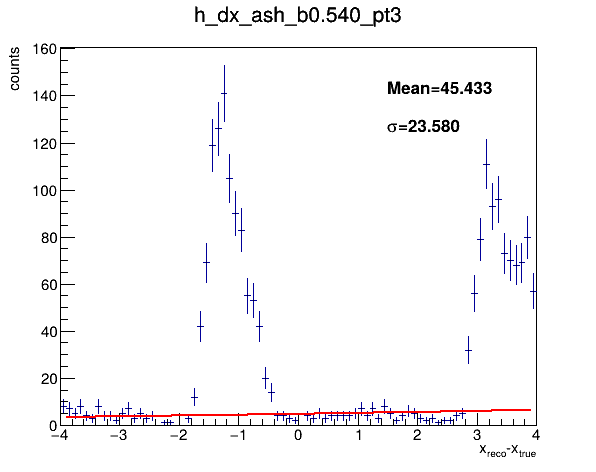 h_dx_ash_b0.540_pt3
counts
160
140
120
100
80
60
40
20
0
Mean=45.433
σ=23.580
−4 −3 −2 −1 0 1 2 3 4
x_reco-x_true